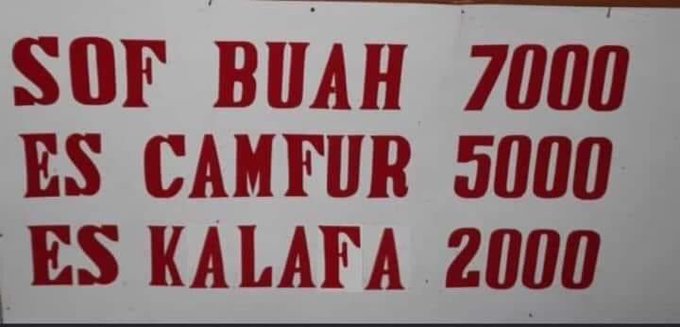 SOF BUAH 7000
ES CAMFUR 5000
ES KALAFA 2000